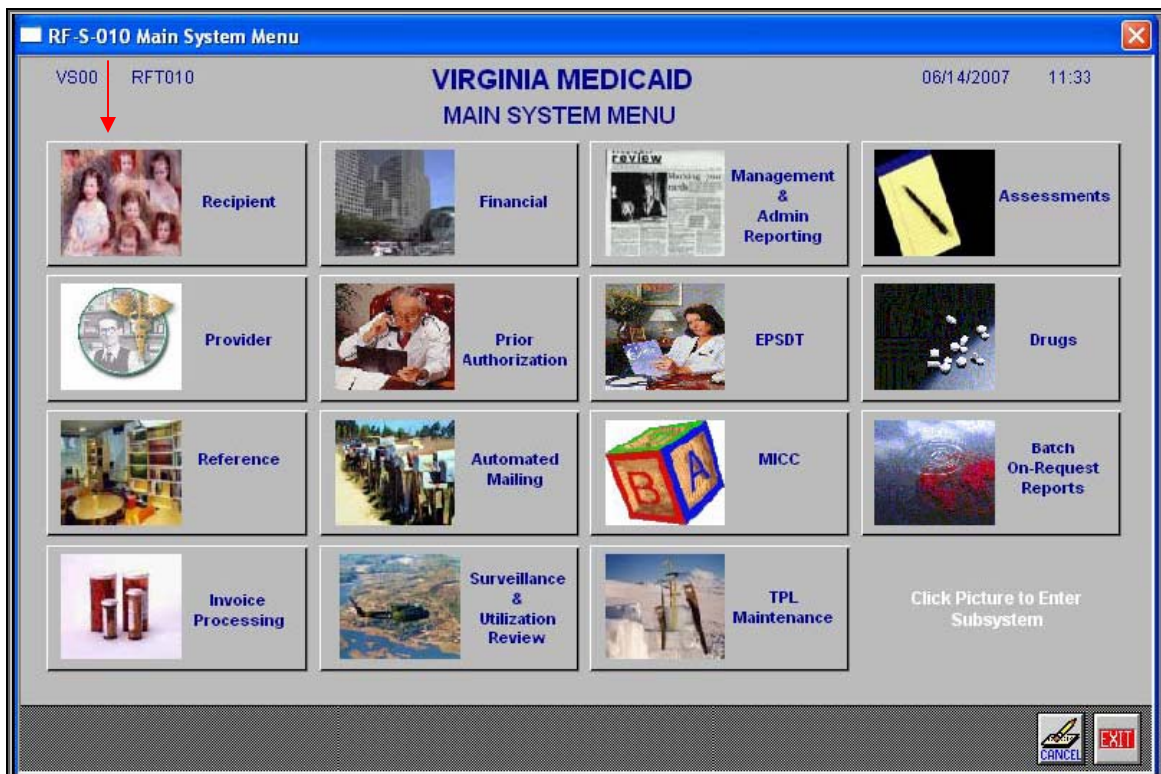 RF-S-010 Main System Menu
VS00 RFT010 VIRGINIA MEDICAID 06/14/2007 11:33
MAIN SYSTEM MENU
Recipient
Financial
review
Management
&
Admin
Reporting
Assessments
Provider
Prior
Authorization
EPSDT
Drugs
Reference
Automated
Mailing
B A
MICC
Batch
On-Request
Reports
Invoice
Processing
Surveillance
&
Utilization
Review
TPL
Maintenance
Click Picture to Enter
Subsystem
CANCEL
EXIT